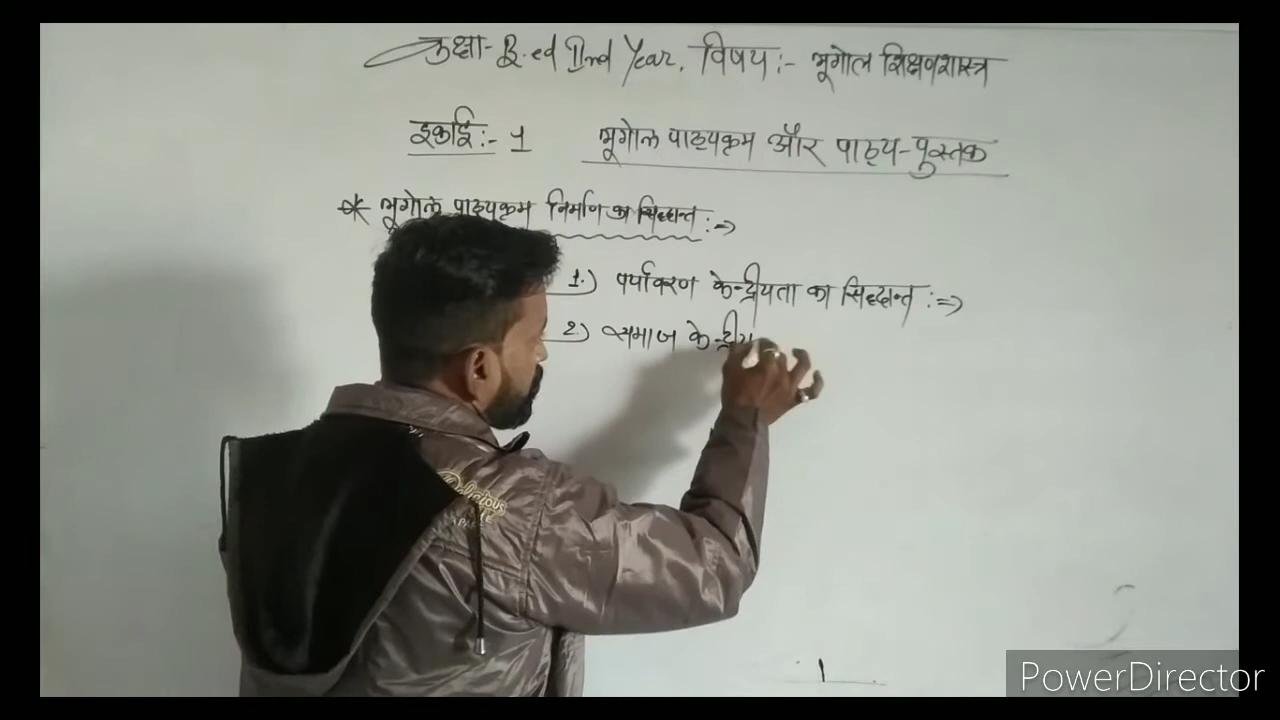 कक्षा- B.ed IInd Year. विषय:- भूगोल शिक्षणशास्त्र
इकाई:- 1 भूगोल पाठ्यक्रम और पाठ्य-पुस्तक
* भूगोल पाठ्यक्रम निर्माण का सिद्धान्त :⇒
1.) पर्यावरण केन्द्रीयता का सिद्धान्त :⇒
2.) समाज केन्द्रीय
Delicious
PowerDirector